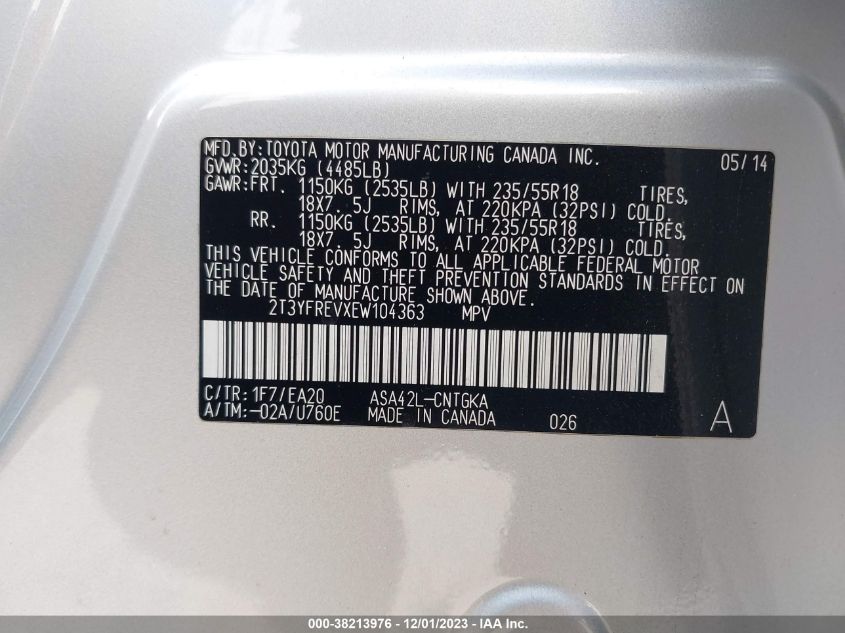 MFD.BY:TOYOTA MOTOR MANUFACTURING CANADA INC. 05/14
GVWR:2035KG (4485LB)
GAWR:FRT. 1150KG (2535LB) WITH 235/55R18 TIRES,
18X7.5J RIMS, AT 220KPA (32PSI) COLD.
RR. 1150KG (2535LB) WITH 235/55R18 TIRES,
18X7.5J RIMS, AT 220KPA (32PSI) COLD.
THIS VEHICLE CONFORMS TO ALL APPLICABLE FEDERAL MOTOR
VEHICLE SAFETY AND THEFT PREVENTION STANDARDS IN EFFECT ON
THE DATE OF MANUFACTURE SHOWN ABOVE.
2T3YFREVXEW104363 MPV
C/TR:1F7/EA20 ASA42L-CNTGKA
A/TM:-02A/U760E MADE IN CANADA 026 A
000-38213976 - 12/01/2023 - IAA Inc.